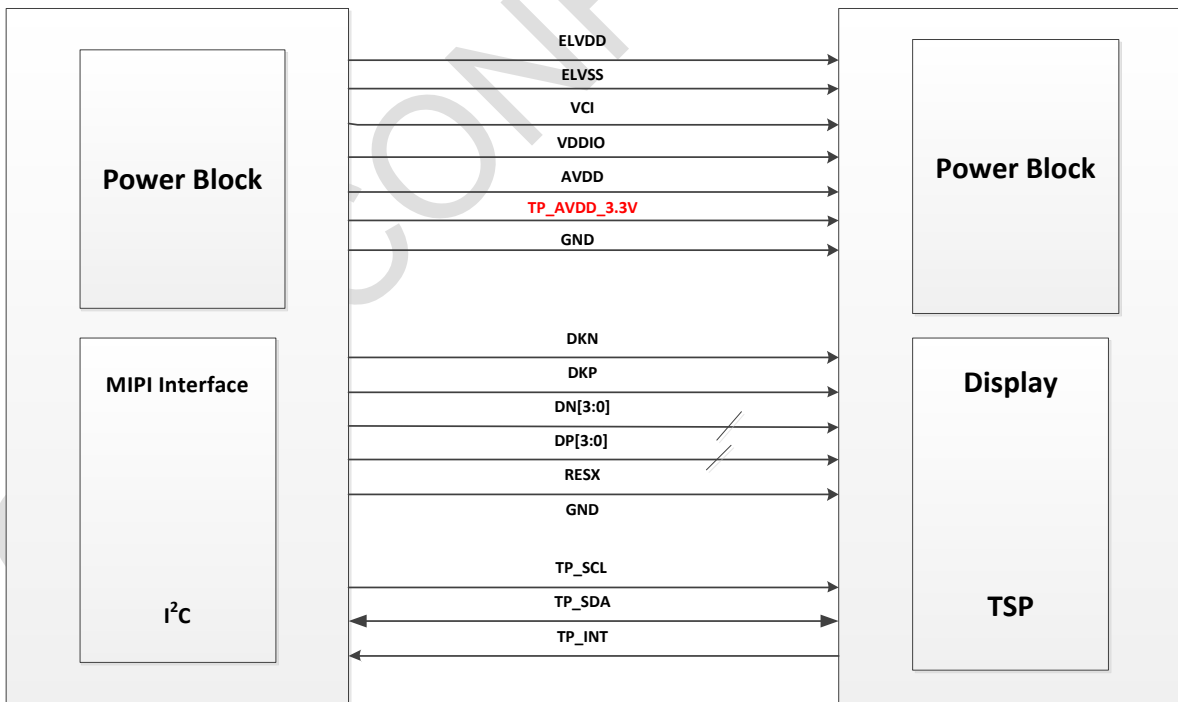 ELVDD
ELVSS
VCI
VDDIO
AVDD
TP_AVDD_3.3V
GND
Power Block
Power Block
DKN
DKP
DN[3:0]
DP[3:0]
RESX
GND
MIPI Interface
Display
TP_SCL
TP_SDA
TP_INT
I²C
TSP